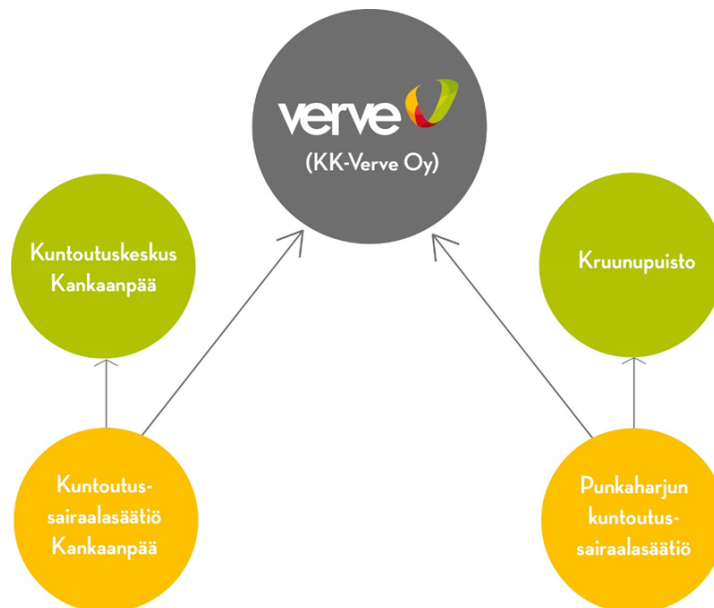 verve
(KK-Verve Oy)
Kuntoutuskeskus
Kankaanpää
Kruunupuisto
Kuntoutus-
sairaalasäätiö
Kankaanpää
Punkaharjun
kuntoutus-
sairaalasäätiö